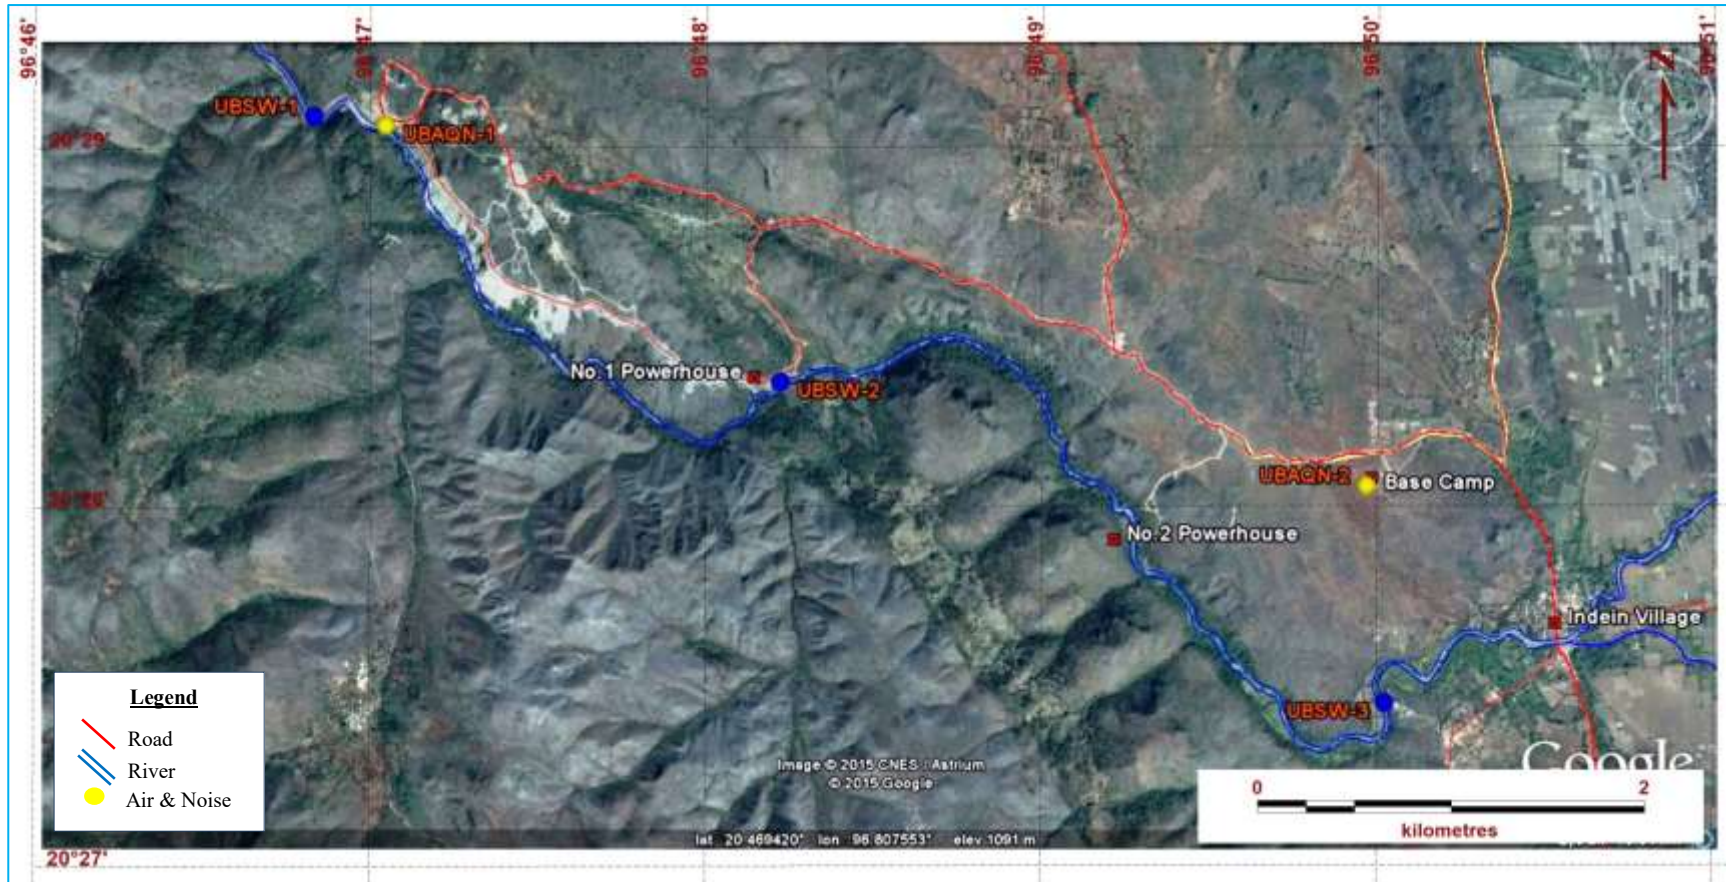 96°46'
96°47'
96°48'
96°49'
96°50'
96°51'
N
UBSW-1
UBAQN-1
20°29'
No.1 Powerhouse
UBSW-2
UBAQN-2
Base Camp
20°28'
No.2 Powerhouse
Indein Village
UBSW-3
Legend
Road
River
Air & Noise
Image © 2015 CNES / Astrium
© 2015 Google
Google
0 2
kilometres
lat 20.469420° lon 96.807553° elev 1091 m
20°27'